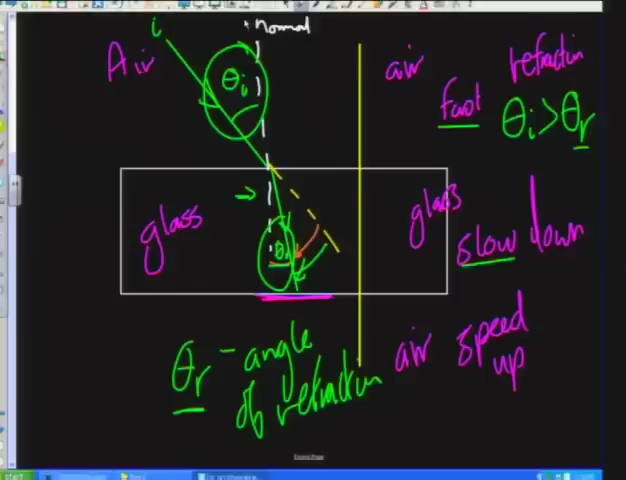 i
normal
Air
θi
air
refraction
fast
θi>θr
glass
θ
glass
slow down
θr - angle
of refraction
air speed
up